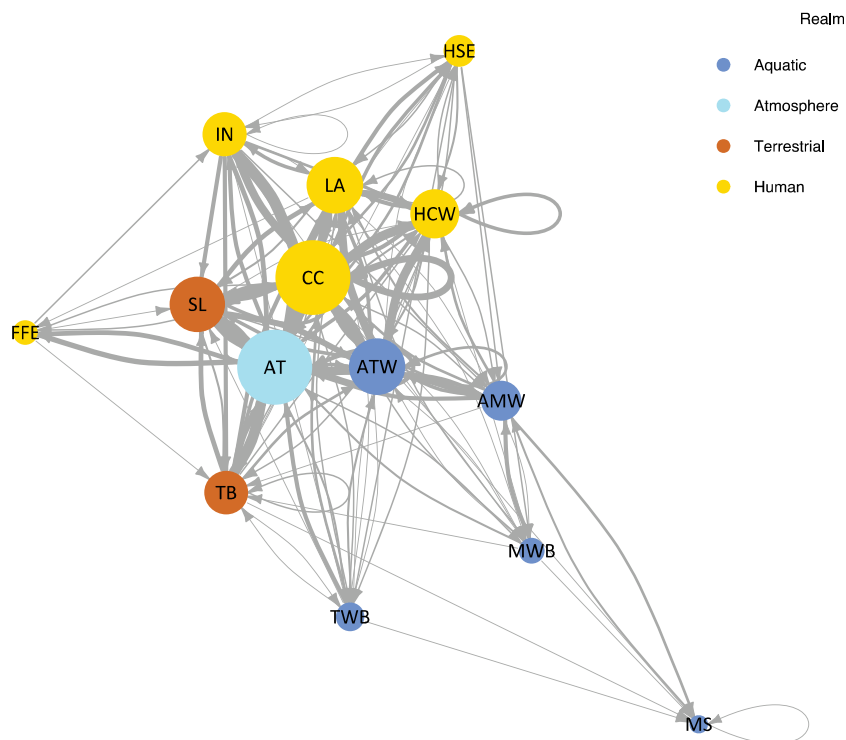 Realm
HSE
Aquatic
Atmosphere
IN
Terrestrial
LA
Human
HCW
CC
SL
FFE
AT
ATW
AMW
TB
MWB
TWB
MS